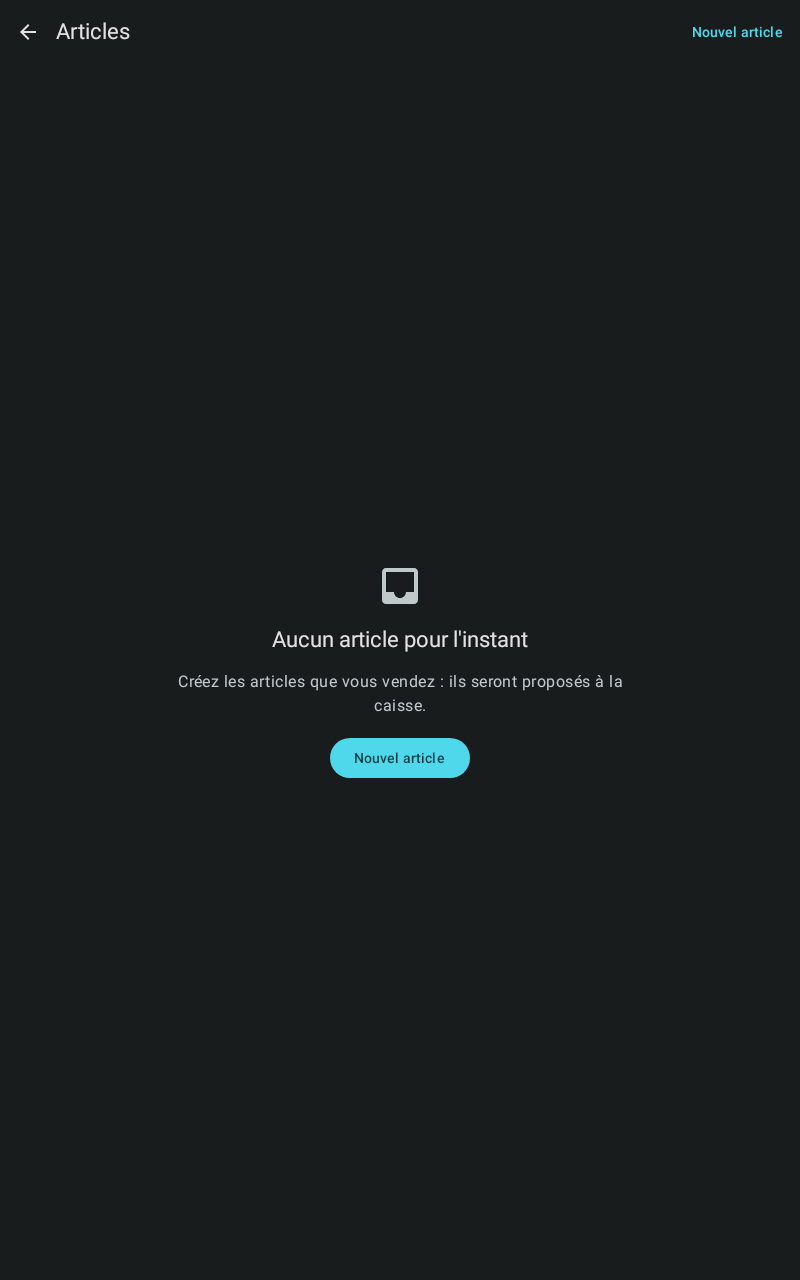 Articles
Nouvel article
Aucun article pour l'instant
Créez les articles que vous vendez : ils seront proposés à la
caisse.
Nouvel article